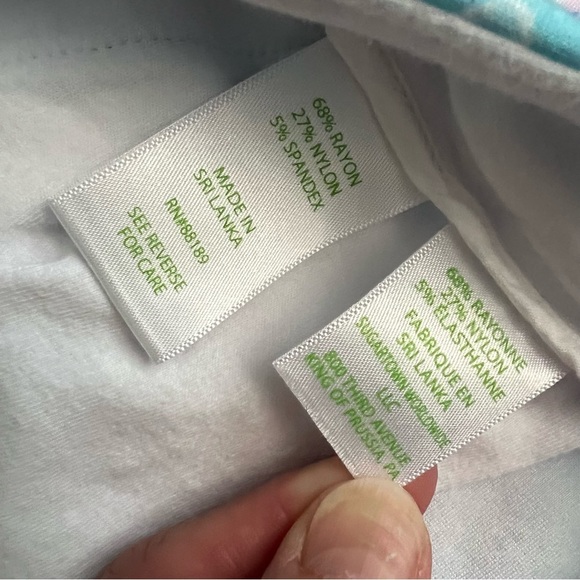 68% RAYON
27% NYLON
5% SPANDEX
MADE IN
SRI LANKA
RN#88189
SEE REVERSE
FOR CARE
68% RAYONNE
27% NYLON
5% ELASTHANNE
FABRIQUE EN
SRI LANKA
SUGARTOWN WORLDWIDE
LLC
800 THIRD AVENUE
KING OF PRUSSIA, PA